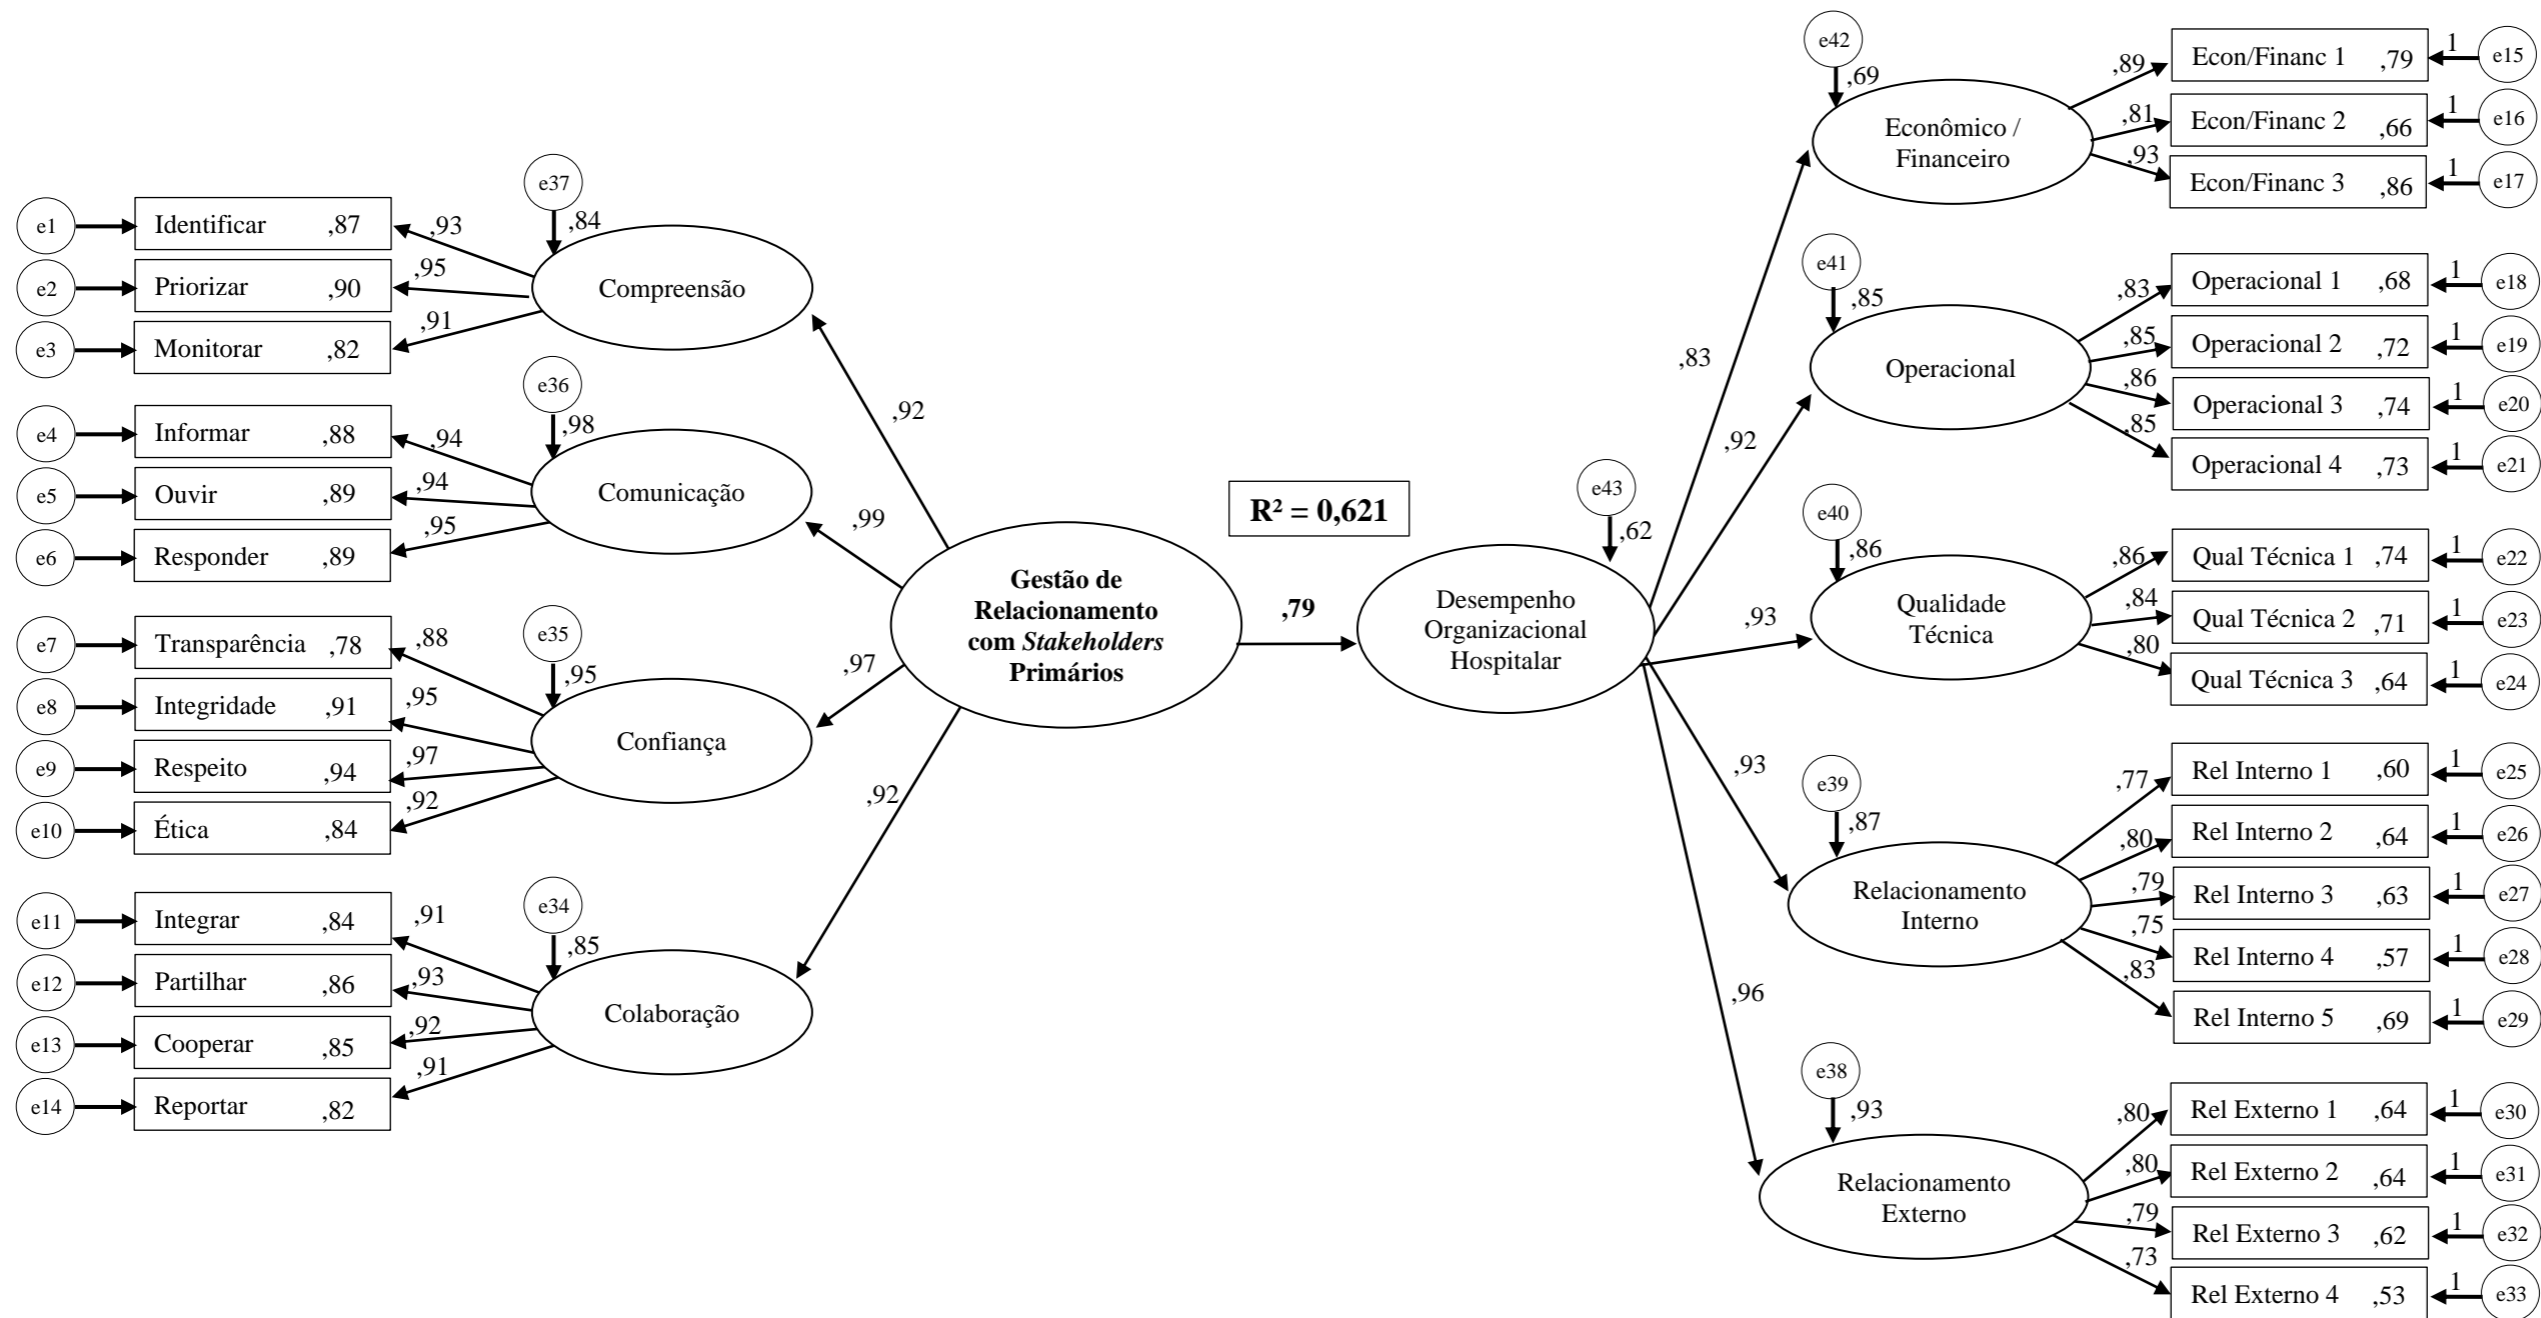 e1
Identificar ,87
,93
e2
Priorizar ,90
,95
e3
Monitorar ,82
,91
e37
,84
Compreensão
e4
Informar ,88
,94
e5
Ouvir ,89
,94
e6
Responder ,89
,95
e36
,98
Comunicação
e7
Transparência ,78
,88
e8
Integridade ,91
,95
e9
Respeito ,94
,97
e10
Ética ,84
,92
e35
,95
Confiança
e11
Integrar ,84
,91
e12
Partilhar ,86
,93
e13
Cooperar ,85
,92
e14
Reportar ,82
,91
e34
,85
Colaboração
,92
,99
,97
,92
Gestão de
Relacionamento
com Stakeholders
Primários
R² = 0,621
,79
e43
,62
Desempenho
Organizacional
Hospitalar
,83
,92
,93
,93
,96
e42
,69
Econômico /
Financeiro
,89
Econ/Financ 1 ,79
1
e15
,81
Econ/Financ 2 ,66
1
e16
,93
Econ/Financ 3 ,86
1
e17
e41
,85
Operacional
,83
Operacional 1 ,68
1
e18
,85
Operacional 2 ,72
1
e19
,86
Operacional 3 ,74
1
e20
,85
Operacional 4 ,73
1
e21
e40
,86
Qualidade
Técnica
,86
Qual Técnica 1 ,74
1
e22
,84
Qual Técnica 2 ,71
1
e23
,80
Qual Técnica 3 ,64
1
e24
e39
,87
Relacionamento
Interno
,77
Rel Interno 1 ,60
1
e25
,80
Rel Interno 2 ,64
1
e26
,79
Rel Interno 3 ,63
1
e27
,75
Rel Interno 4 ,57
1
e28
,83
Rel Interno 5 ,69
1
e29
e38
,93
Relacionamento
Externo
,80
Rel Externo 1 ,64
1
e30
,80
Rel Externo 2 ,64
1
e31
,79
Rel Externo 3 ,62
1
e32
,73
Rel Externo 4 ,53
1
e33